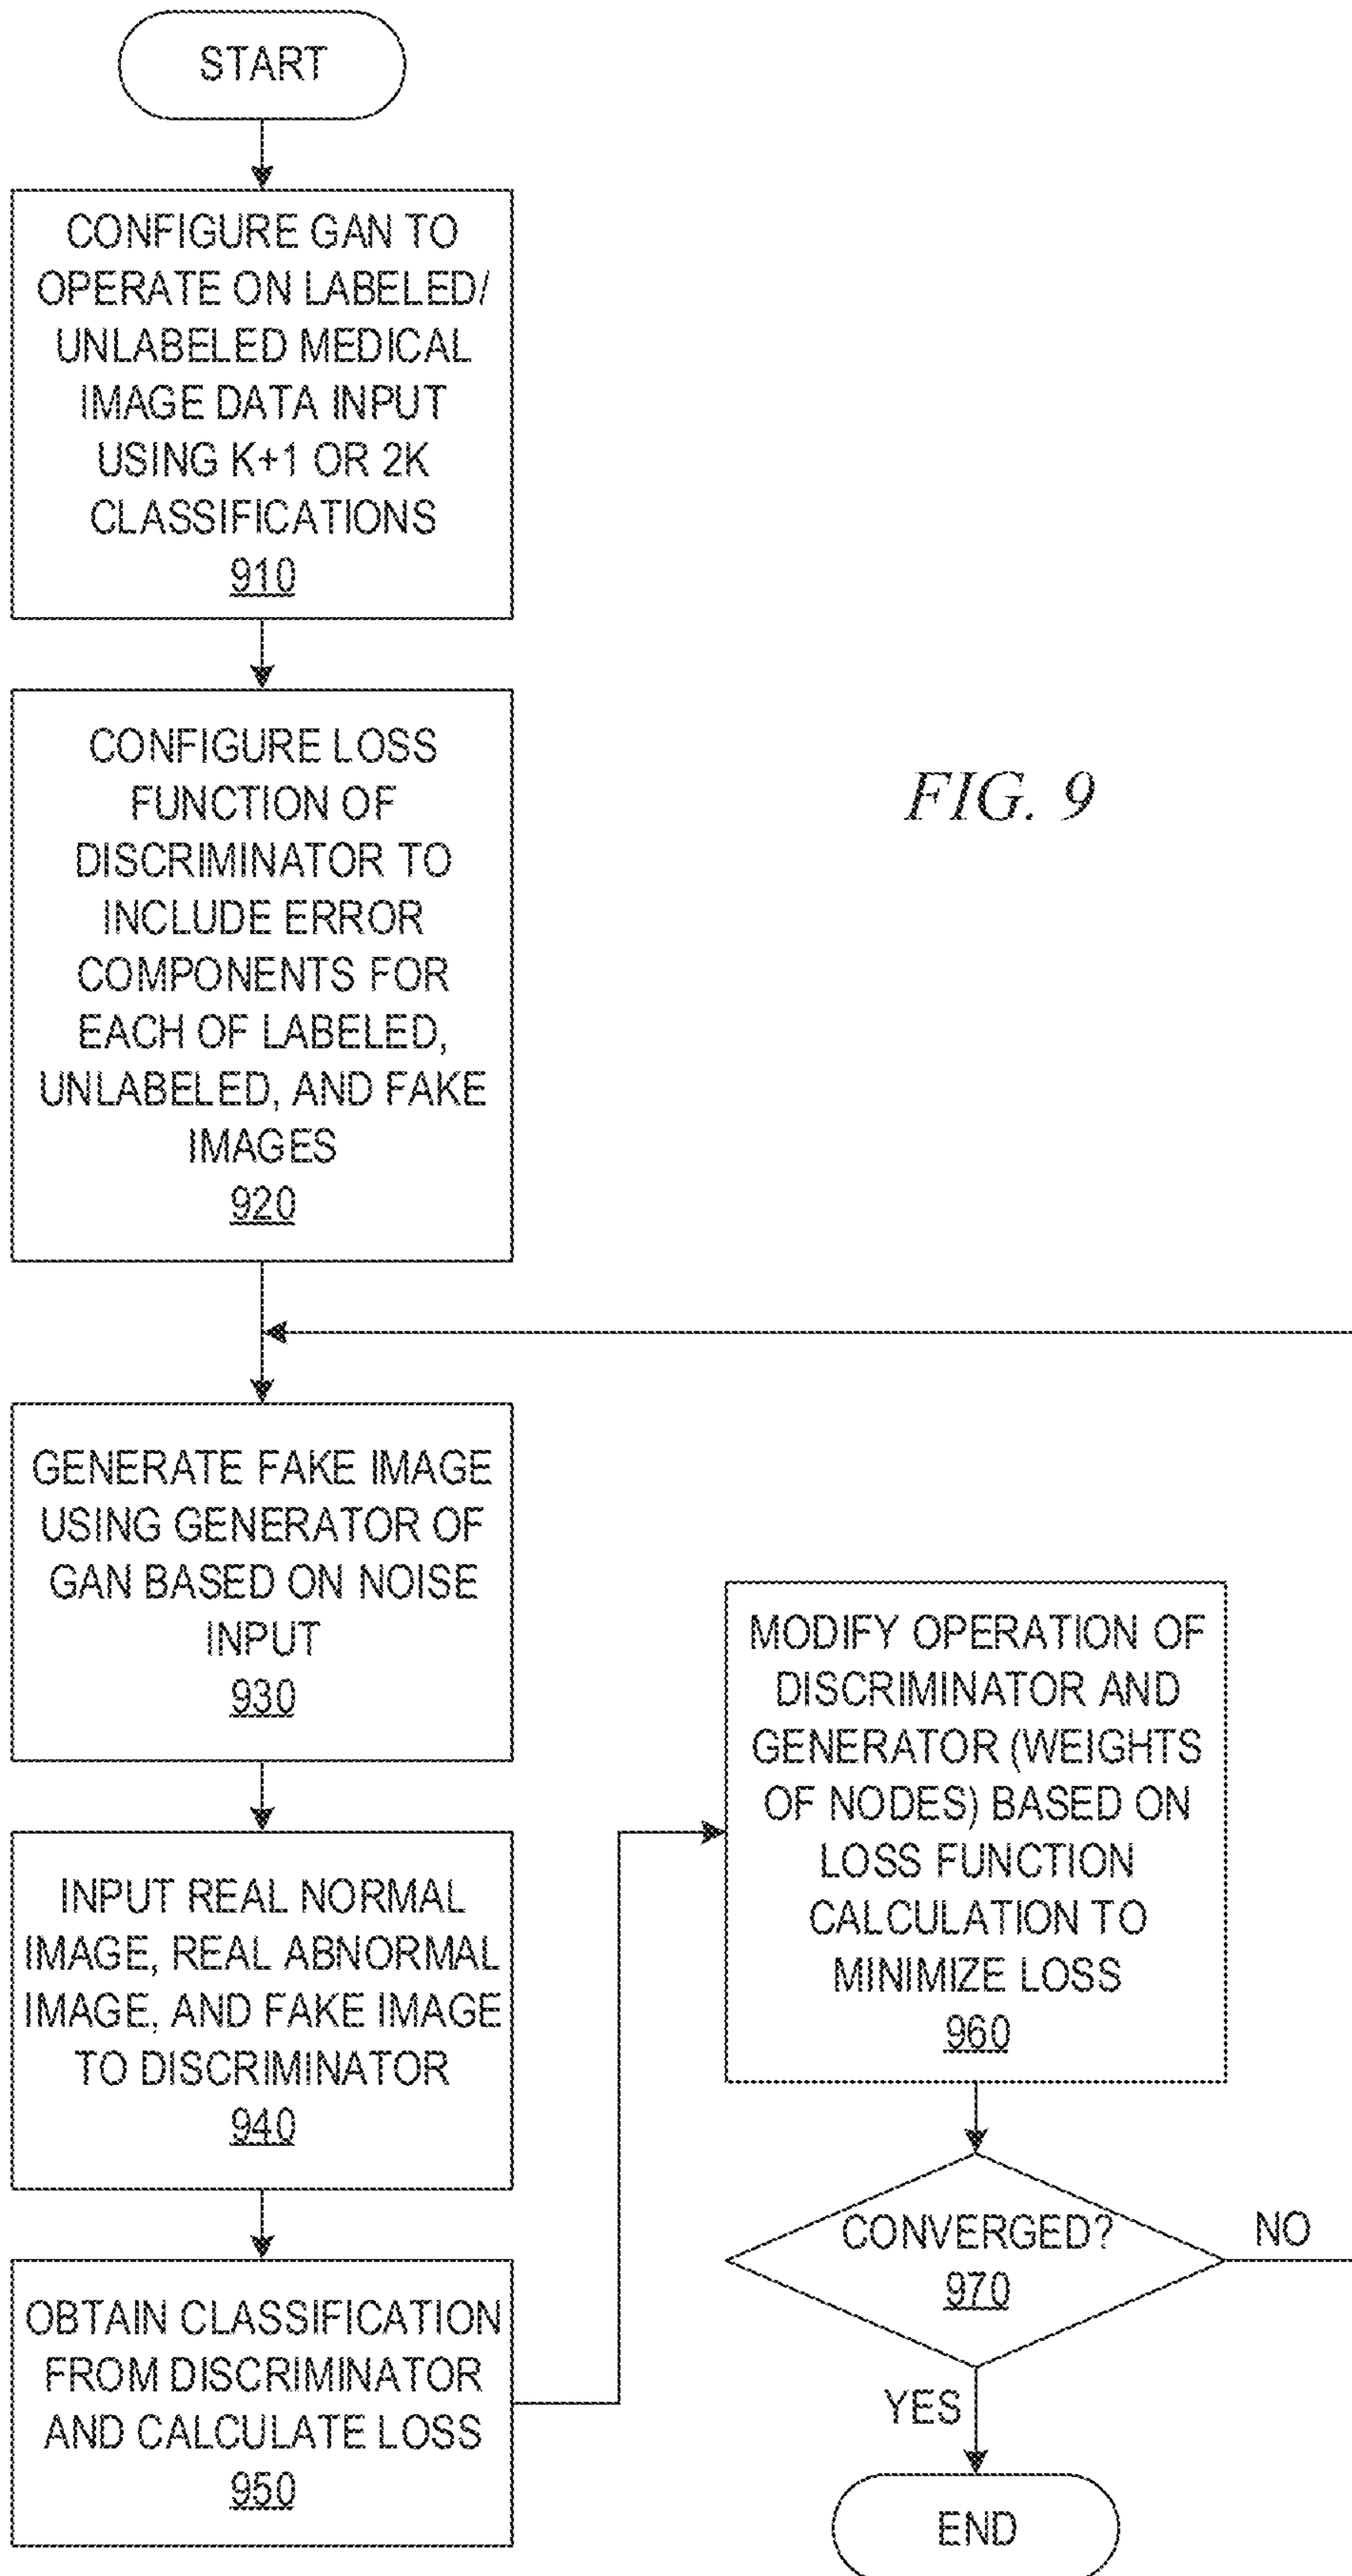 START
CONFIGURE GAN TO
OPERATE ON LABELED/
UNLABELED MEDICAL
IMAGE DATA INPUT
USING K+1 OR 2K
CLASSIFICATIONS
910
CONFIGURE LOSS
FUNCTION OF
DISCRIMINATOR TO
INCLUDE ERROR
COMPONENTS FOR
EACH OF LABELED,
UNLABELED, AND FAKE
IMAGES
920
FIG. 9
GENERATE FAKE IMAGE
USING GENERATOR OF
GAN BASED ON NOISE
INPUT
930
INPUT REAL NORMAL
IMAGE, REAL ABNORMAL
IMAGE, AND FAKE IMAGE
TO DISCRIMINATOR
940
OBTAIN CLASSIFICATION
FROM DISCRIMINATOR
AND CALCULATE LOSS
950
MODIFY OPERATION OF
DISCRIMINATOR AND
GENERATOR (WEIGHTS
OF NODES) BASED ON
LOSS FUNCTION
CALCULATION TO
MINIMIZE LOSS
960
CONVERGED?
970
NO
YES
END